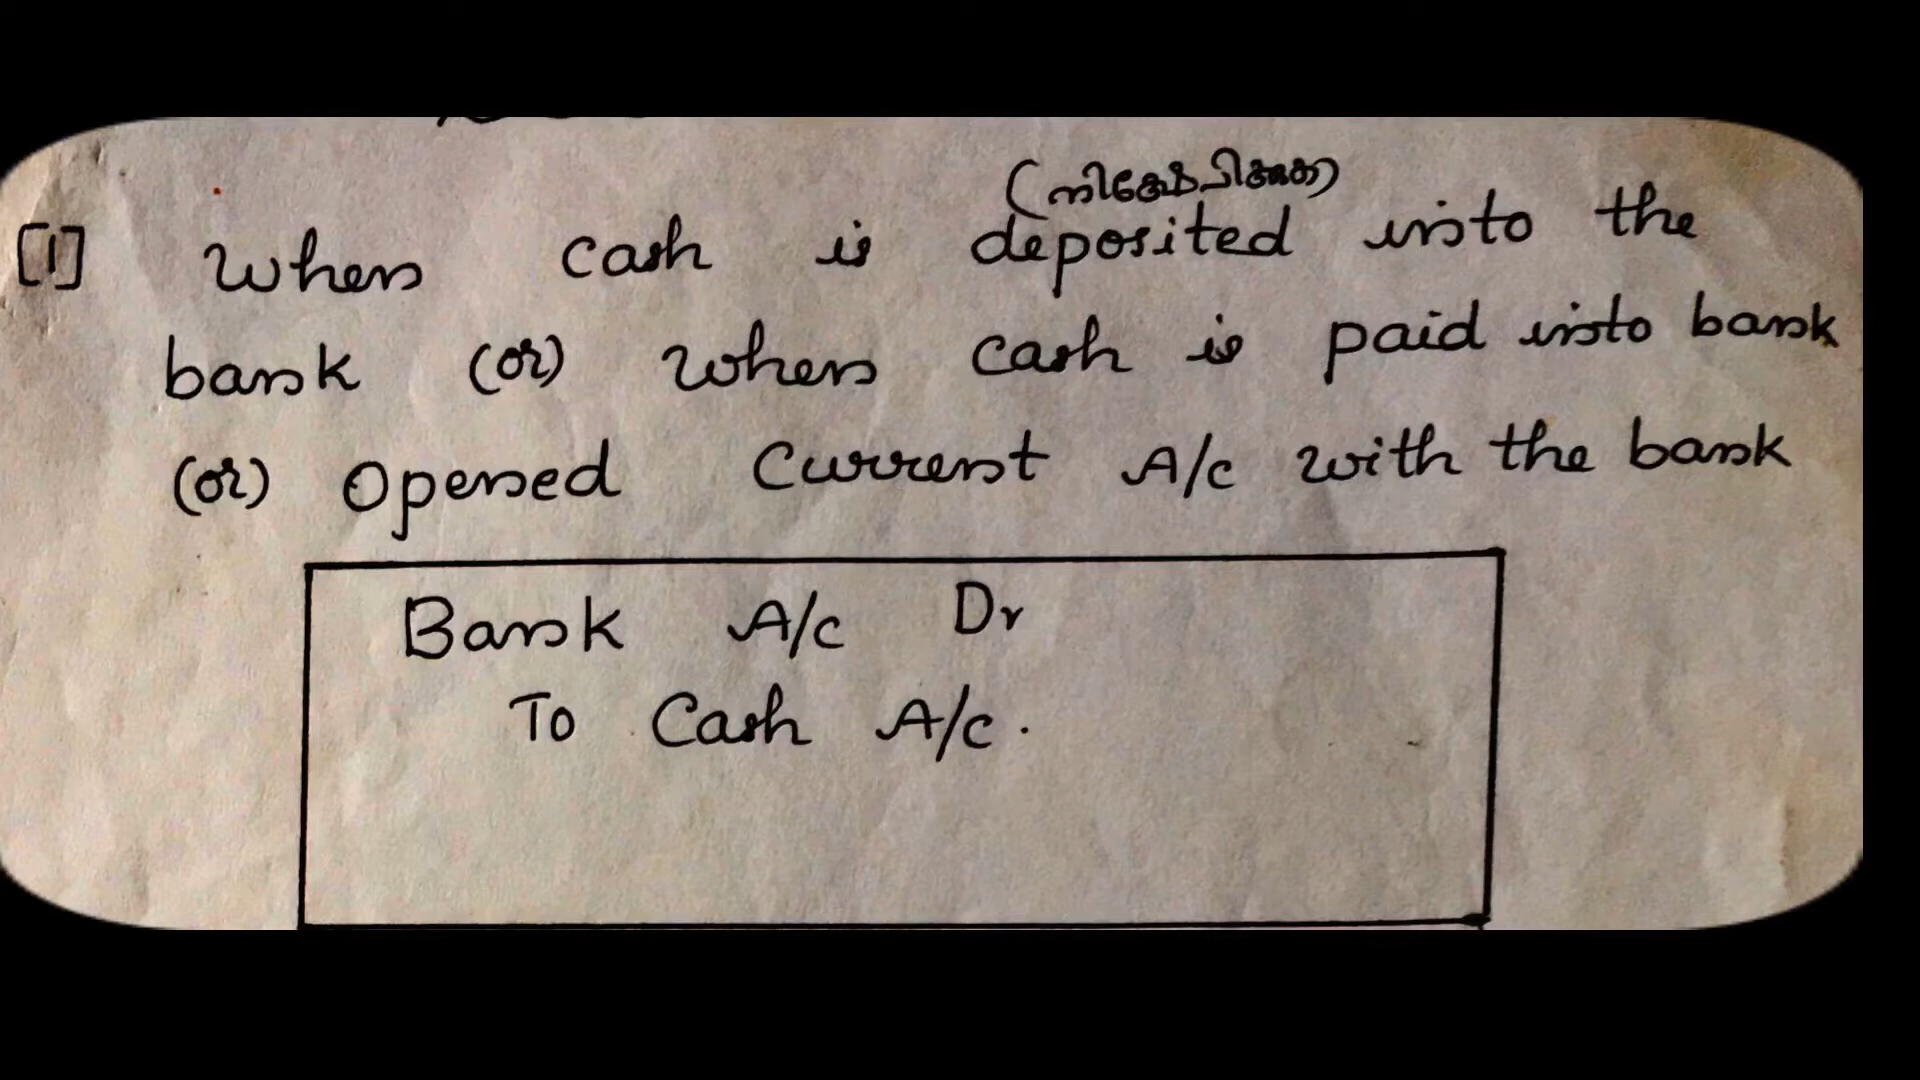 (നിക്ഷേപിക്കുക)
[1] When cash is deposited into the
bank (or) when cash is paid into bank
(or) Opened Current A/c with the bank
Bank A/c Dr
To Cash A/c.